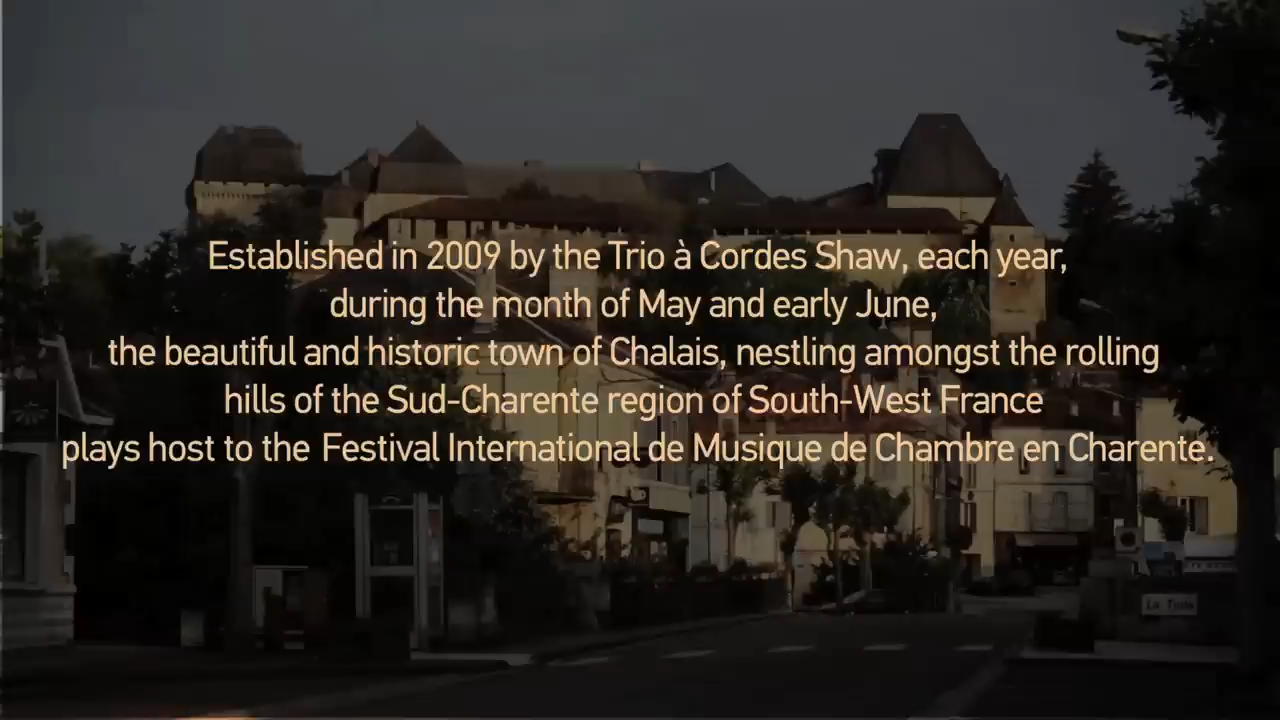 Established in 2009 by the Trio à Cordes Shaw, each year,
during the month of May and early June,
the beautiful and historic town of Chalais, nestling amongst the rolling
hills of the Sud-Charente region of South-West France
plays host to the Festival International de Musique de Chambre en Charente.